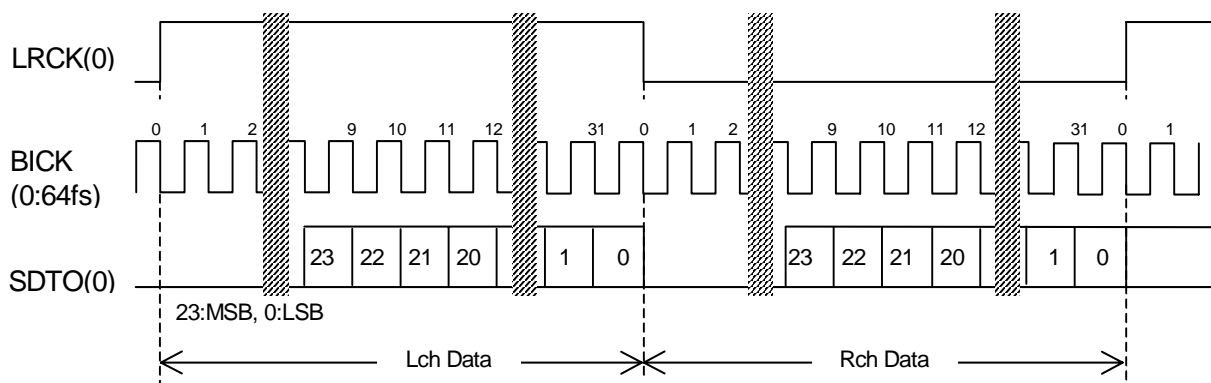 LRCK(0)
0 1 2 9 10 11 12 31 0 1 2 9 10 11 12 31 0 1
BICK
(0:64fs)
23 22 21 20 1 0 23 22 21 20 1 0
SDTO(0)
23:MSB, 0:LSB
Lch Data Rch Data